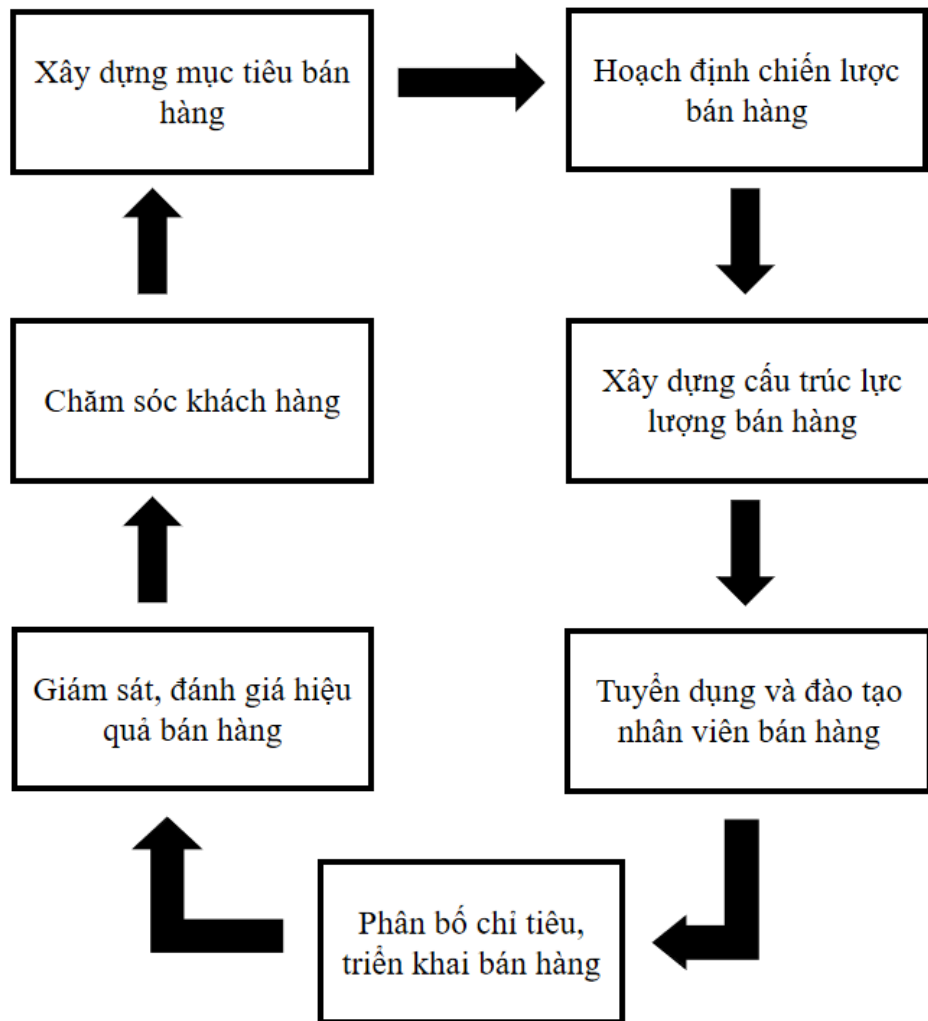 Xây dựng mục tiêu bán
hàng
Hoạch định chiến lược
bán hàng
Xây dựng cấu trúc lực
lượng bán hàng
Tuyển dụng và đào tạo
nhân viên bán hàng
Phân bố chỉ tiêu,
triển khai bán hàng
Giám sát, đánh giá hiệu
quả bán hàng
Chăm sóc khách hàng